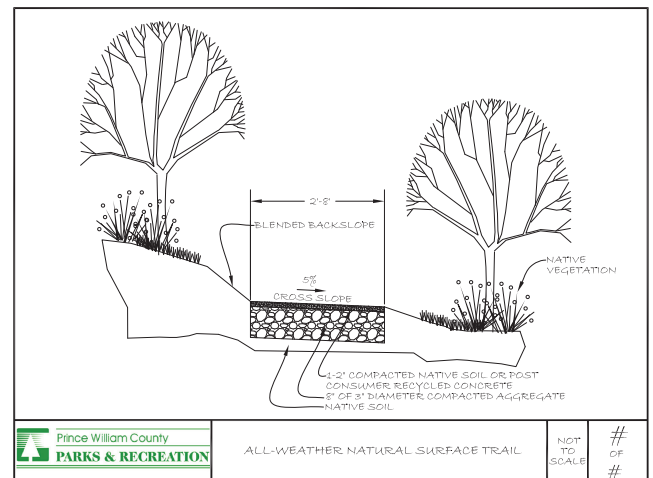 2'-8'
BLENDED BACKSLOPE
5%
CROSS SLOPE
NATIVE
VEGETATION
1-2" COMPACTED NATIVE SOIL OR POST
CONSUMER RECYCLED CONCRETE
8" OF 3" DIAMETER COMPACTED AGGREGATE
NATIVE SOIL
Prince William County
PARKS & RECREATION
ALL-WEATHER NATURAL SURFACE TRAIL
NOT
TO
SCALE
#
OF
#